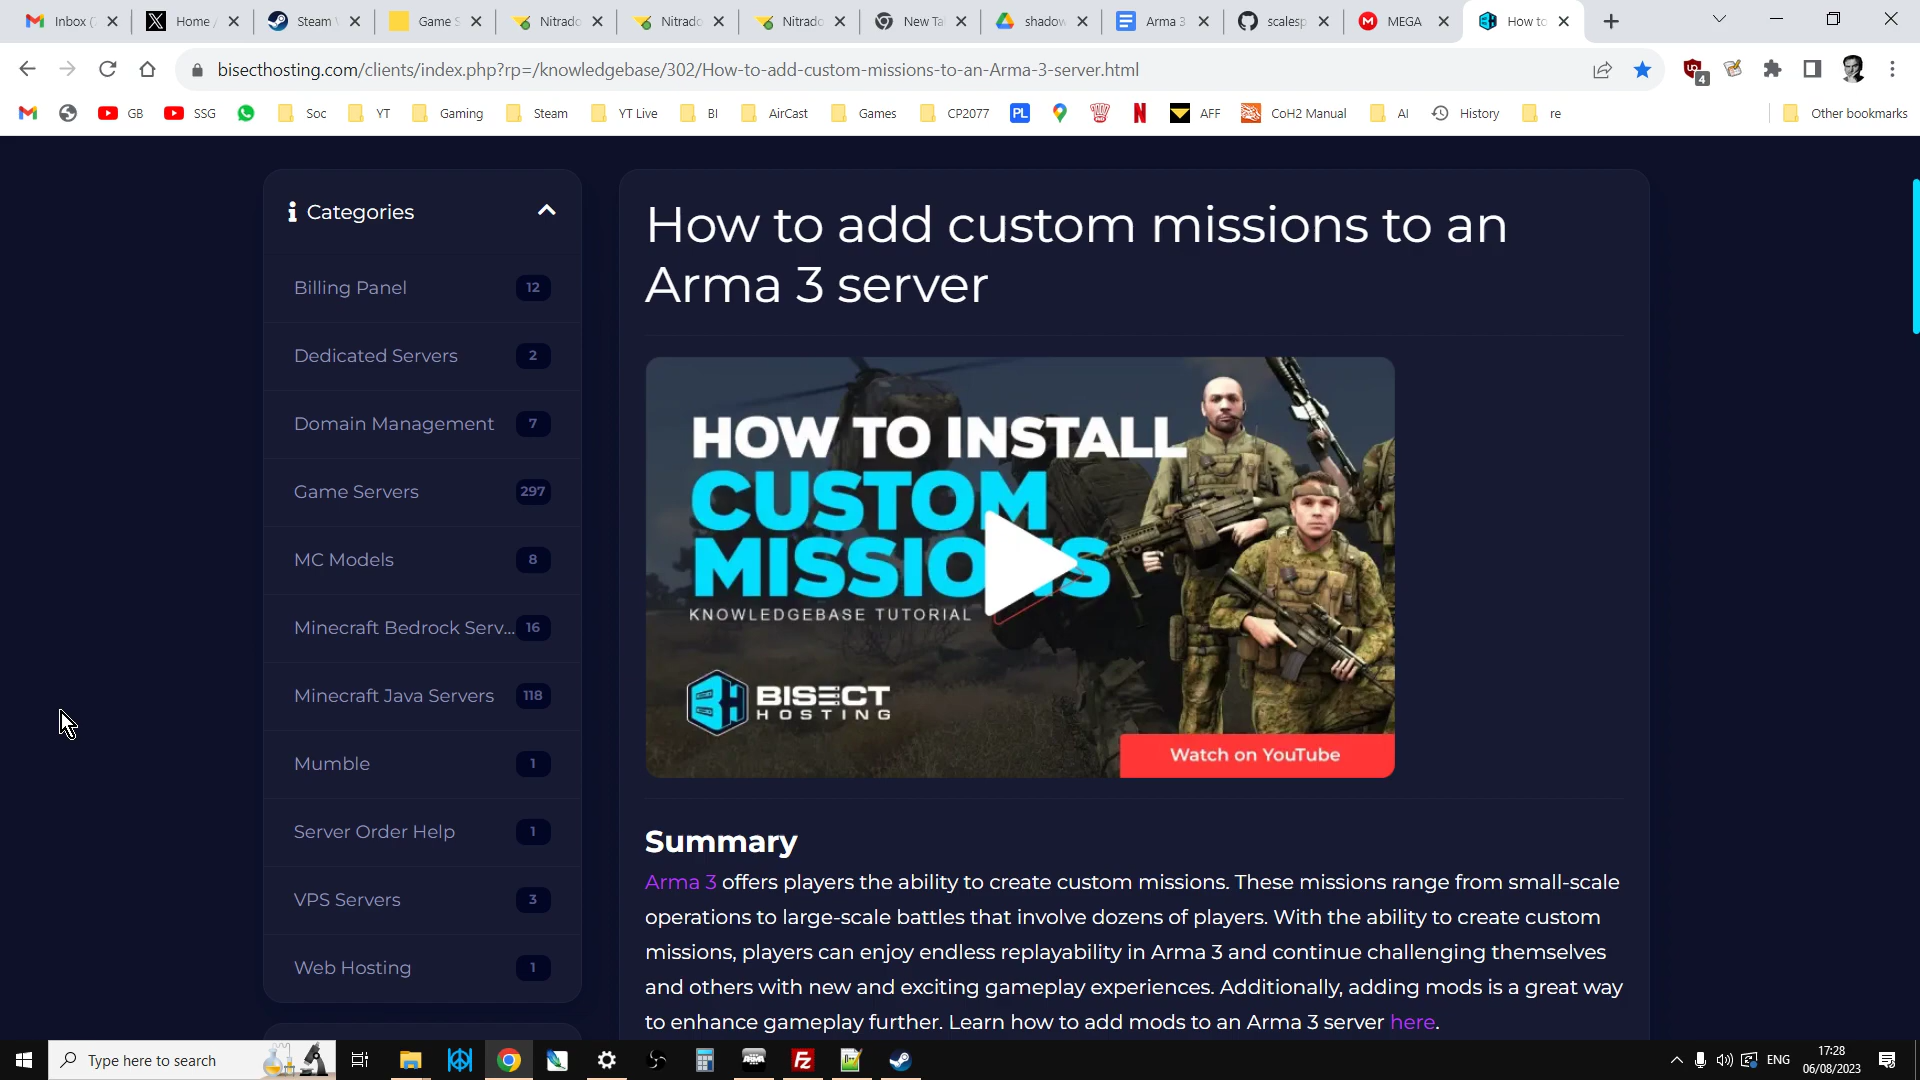 Inbox (
Home /
Steam
Game S
Nitrado
Nitrado
Nitrado
New Ta
shadow
Arma 3
scalesp
MEGA
How to
bisecthosting.com/clients/index.php?rp=/knowledgebase/302/How-to-add-custom-missions-to-an-Arma-3-server.html
4
GB
SSG
Soc
YT
Gaming
Steam
YT Live
BI
AirCast
Games
CP2077
PL
AFF
CoH2 Manual
AI
History
re
Other bookmarks
Categories
Billing Panel 12
Dedicated Servers 2
Domain Management 7
Game Servers 297
MC Models 8
Minecraft Bedrock Serv... 16
Minecraft Java Servers 118
Mumble 1
Server Order Help 1
VPS Servers 3
Web Hosting 1
How to add custom missions to an
Arma 3 server
HOW TO INSTALL
CUSTOM
MISSIONS
KNOWLEDGEBASE TUTORIAL
BISECT
HOSTING
Watch on YouTube
Summary
Arma 3 offers players the ability to create custom missions. These missions range from small-scale
operations to large-scale battles that involve dozens of players. With the ability to create custom
missions, players can enjoy endless replayability in Arma 3 and continue challenging themselves
and others with new and exciting gameplay experiences. Additionally, adding mods is a great way
to enhance gameplay further. Learn how to add mods to an Arma 3 server here.
Type here to search
ENG
17:28
06/08/2023